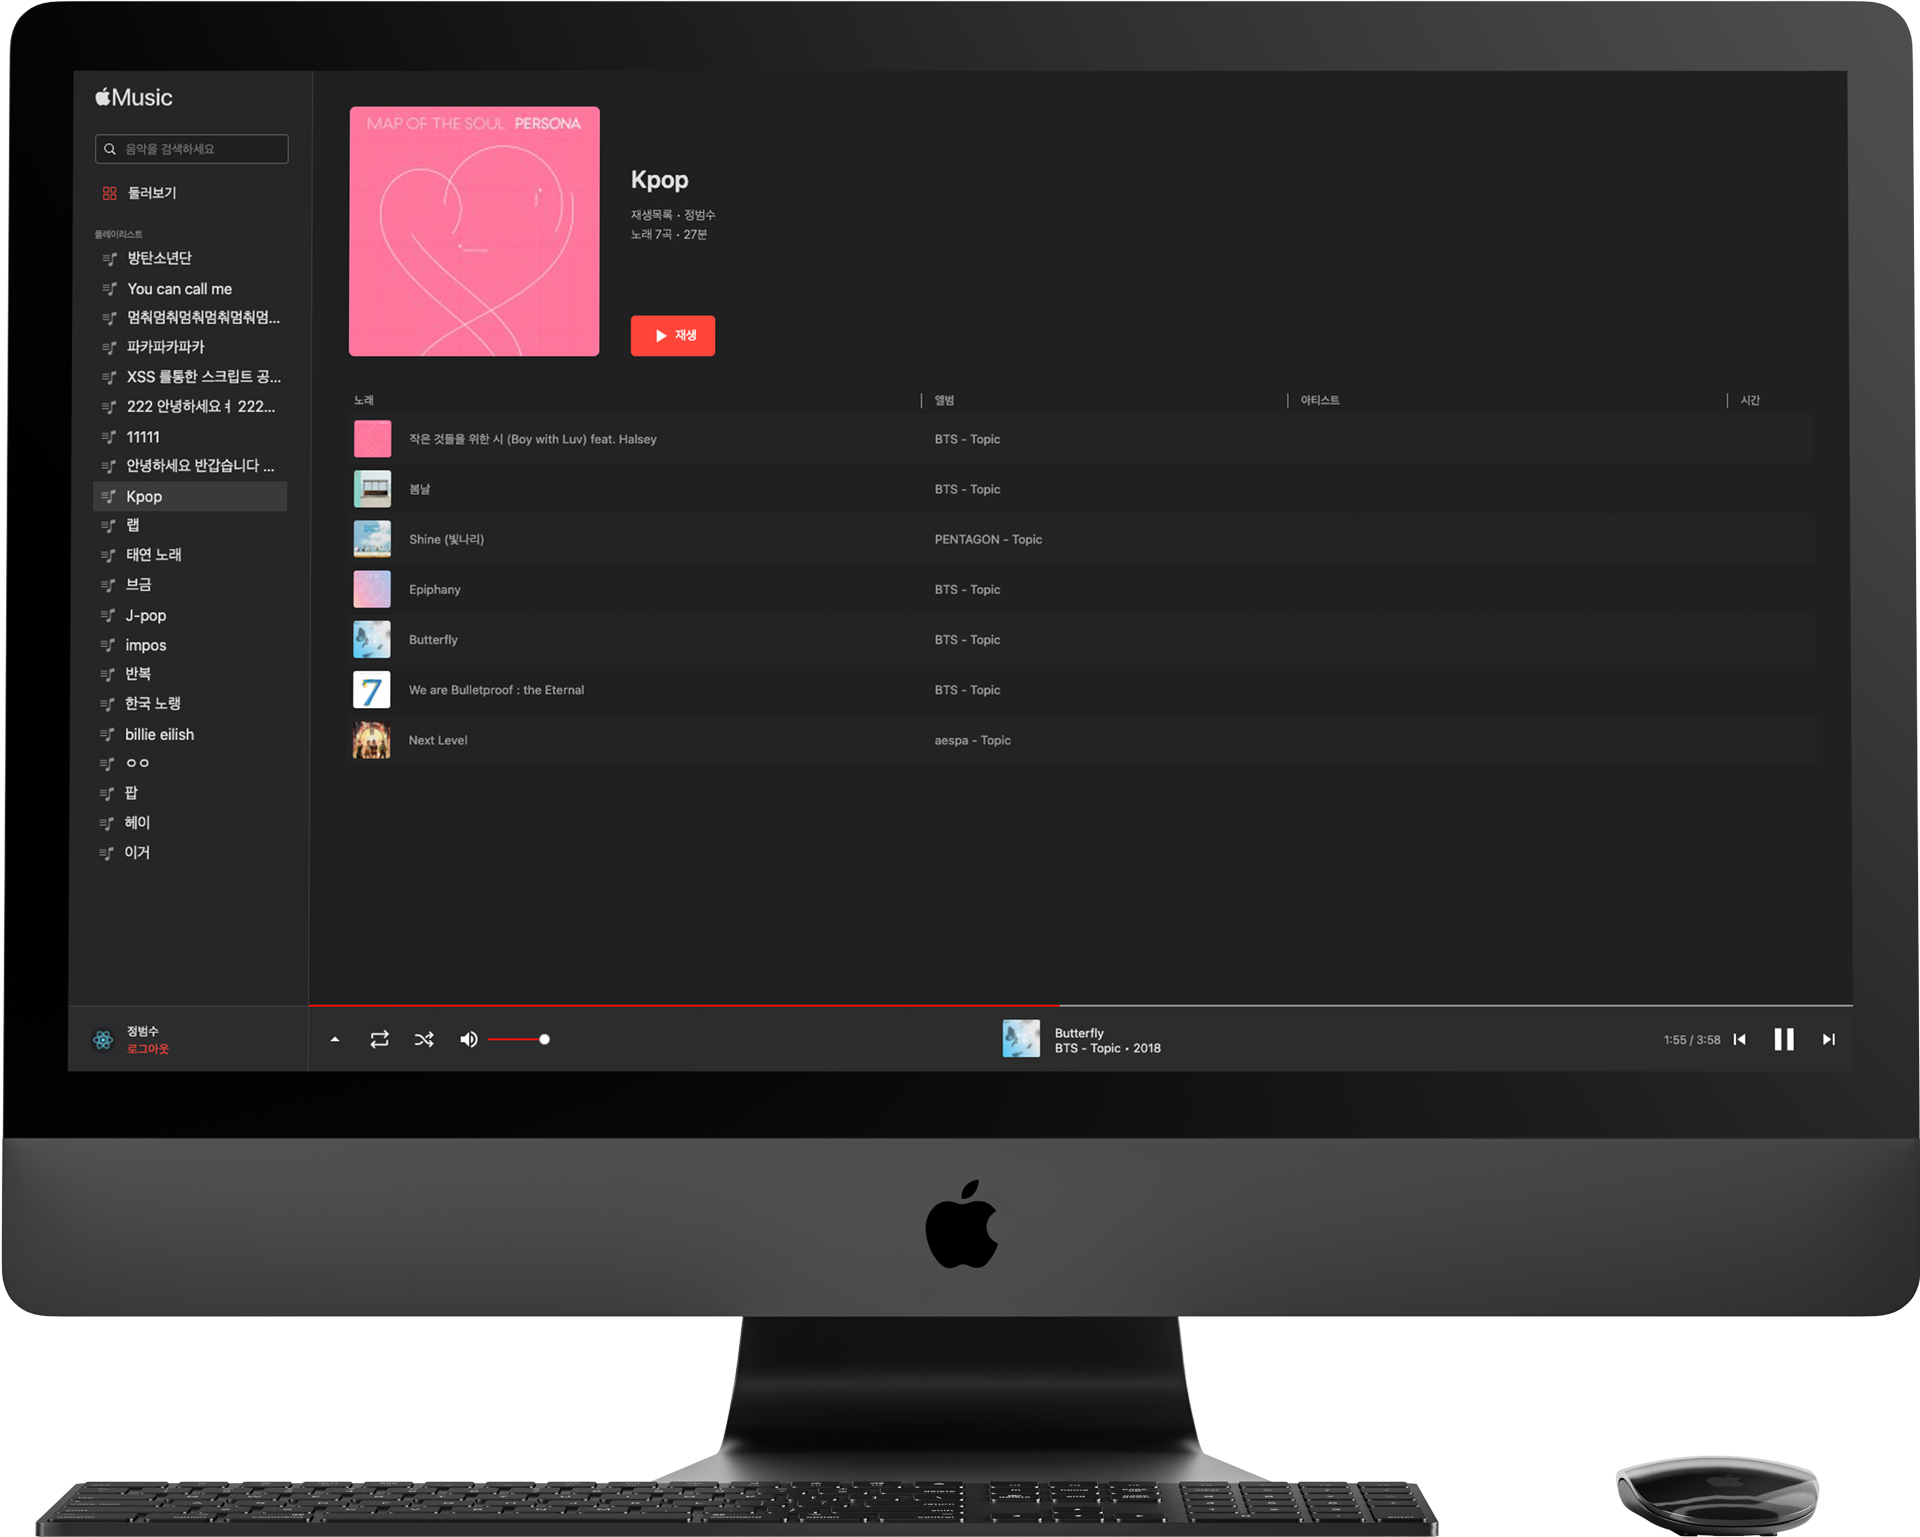 Music
음악을 검색하세요
둘러보기
플레이리스트
방탄소년단
You can call me
멈춰멈춰멈춰멈춰멈춰멈...
파카파카파카
XSS 를통한 스크립트 공...
222 안녕하세요ㅕ 222...
11111
안녕하세요 반갑습니다 ...
Kpop
랩
태연 노래
브금
J-pop
impos
반복
한국 노랭
billie eilish
ㅇㅇ
팝
헤이
이거
정범수
로그아웃
MAP OF THE SOUL PERSONA
Kpop
재생목록 • 정범수
노래 7곡 • 27분
재생
노래 앨범 아티스트 시간
작은 것들을 위한 시 (Boy with Luv) feat. Halsey BTS - Topic
봄날 BTS - Topic
Shine (빛나리) PENTAGON - Topic
Epiphany BTS - Topic
Butterfly BTS - Topic
We are Bulletproof : the Eternal BTS - Topic
Next Level aespa - Topic
Butterfly
BTS - Topic • 2018
1:55 / 3:58